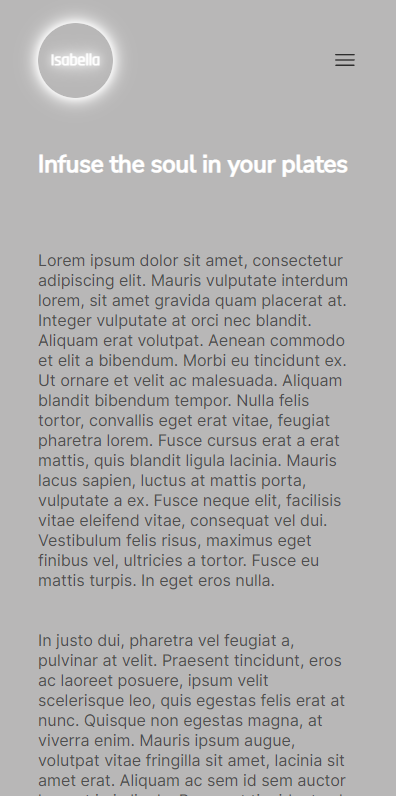 Isabella
Infuse the soul in your plates
Lorem ipsum dolor sit amet, consectetur
adipiscing elit. Mauris vulputate interdum
lorem, sit amet gravida quam placerat at.
Integer vulputate at orci nec blandit.
Aliquam erat volutpat. Aenean commodo
et elit a bibendum. Morbi eu tincidunt ex.
Ut ornare et velit ac malesuada. Aliquam
blandit bibendum tempor. Nulla felis
tortor, convallis eget erat vitae, feugiat
pharetra lorem. Fusce cursus erat a erat
mattis, quis blandit ligula lacinia. Mauris
lacus sapien, luctus at mattis porta,
vulputate a ex. Fusce neque elit, facilisis
vitae eleifend vitae, consequat vel dui.
Vestibulum felis risus, maximus eget
finibus vel, ultricies a tortor. Fusce eu
mattis turpis. In eget eros nulla.
In justo dui, pharetra vel feugiat a,
pulvinar at velit. Praesent tincidunt, eros
ac laoreet posuere, ipsum velit
scelerisque leo, quis egestas felis erat at
nunc. Quisque non egestas magna, at
viverra enim. Mauris ipsum augue,
volutpat vitae fringilla sit amet, lacinia sit
amet erat. Aliquam ac sem id sem auctor